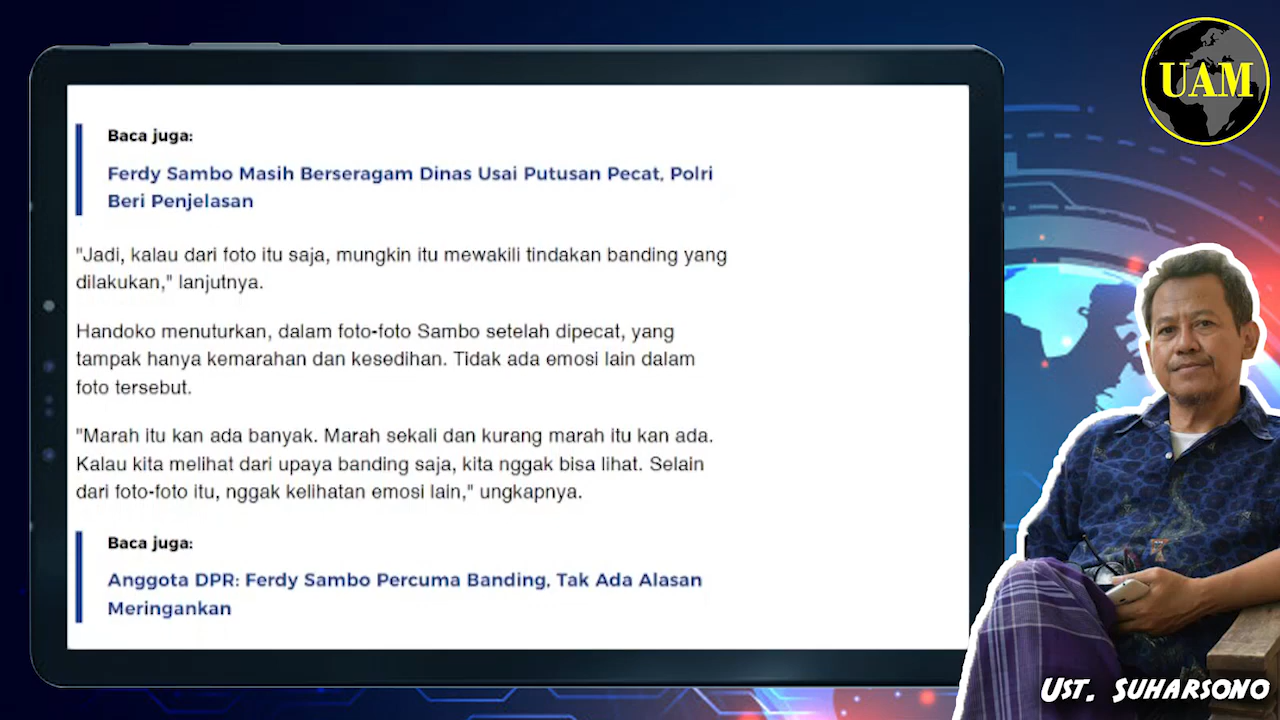 UAM
Baca juga:
Ferdy Sambo Masih Berseragam Dinas Usai Putusan Pecat, Polri
Beri Penjelasan
"Jadi, kalau dari foto itu saja, mungkin itu mewakili tindakan banding yang
dilakukan," lanjutnya.
Handoko menuturkan, dalam foto-foto Sambo setelah dipecat, yang
tampak hanya kemarahan dan kesedihan. Tidak ada emosi lain dalam
foto tersebut.
"Marah itu kan ada banyak. Marah sekali dan kurang marah itu kan ada.
Kalau kita melihat dari upaya banding saja, kita nggak bisa lihat. Selain
dari foto-foto itu, nggak kelihatan emosi lain," ungkapnya.
Baca juga:
Anggota DPR: Ferdy Sambo Percuma Banding, Tak Ada Alasan
Meringankan
UST. SUHARSONO